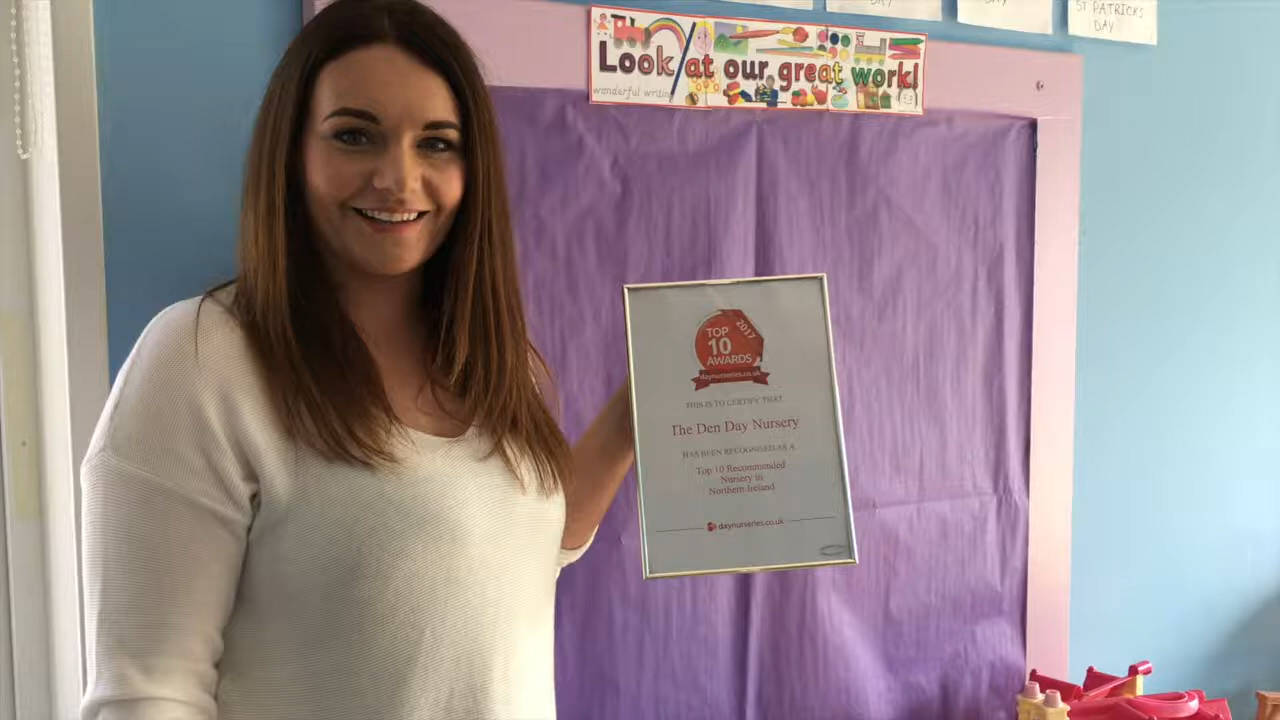 ST PATRICKS
DAY
DAY
Look at our great work!
wonderful writing
2017
TOP
10
AWARDS
daynurseries.co.uk
THIS IS TO CERTIFY THAT
The Den Day Nursery
HAS BEEN RECOGNISED AS A
Top 10 Recommended
Nursery in
Northern Ireland
daynurseries.co.uk